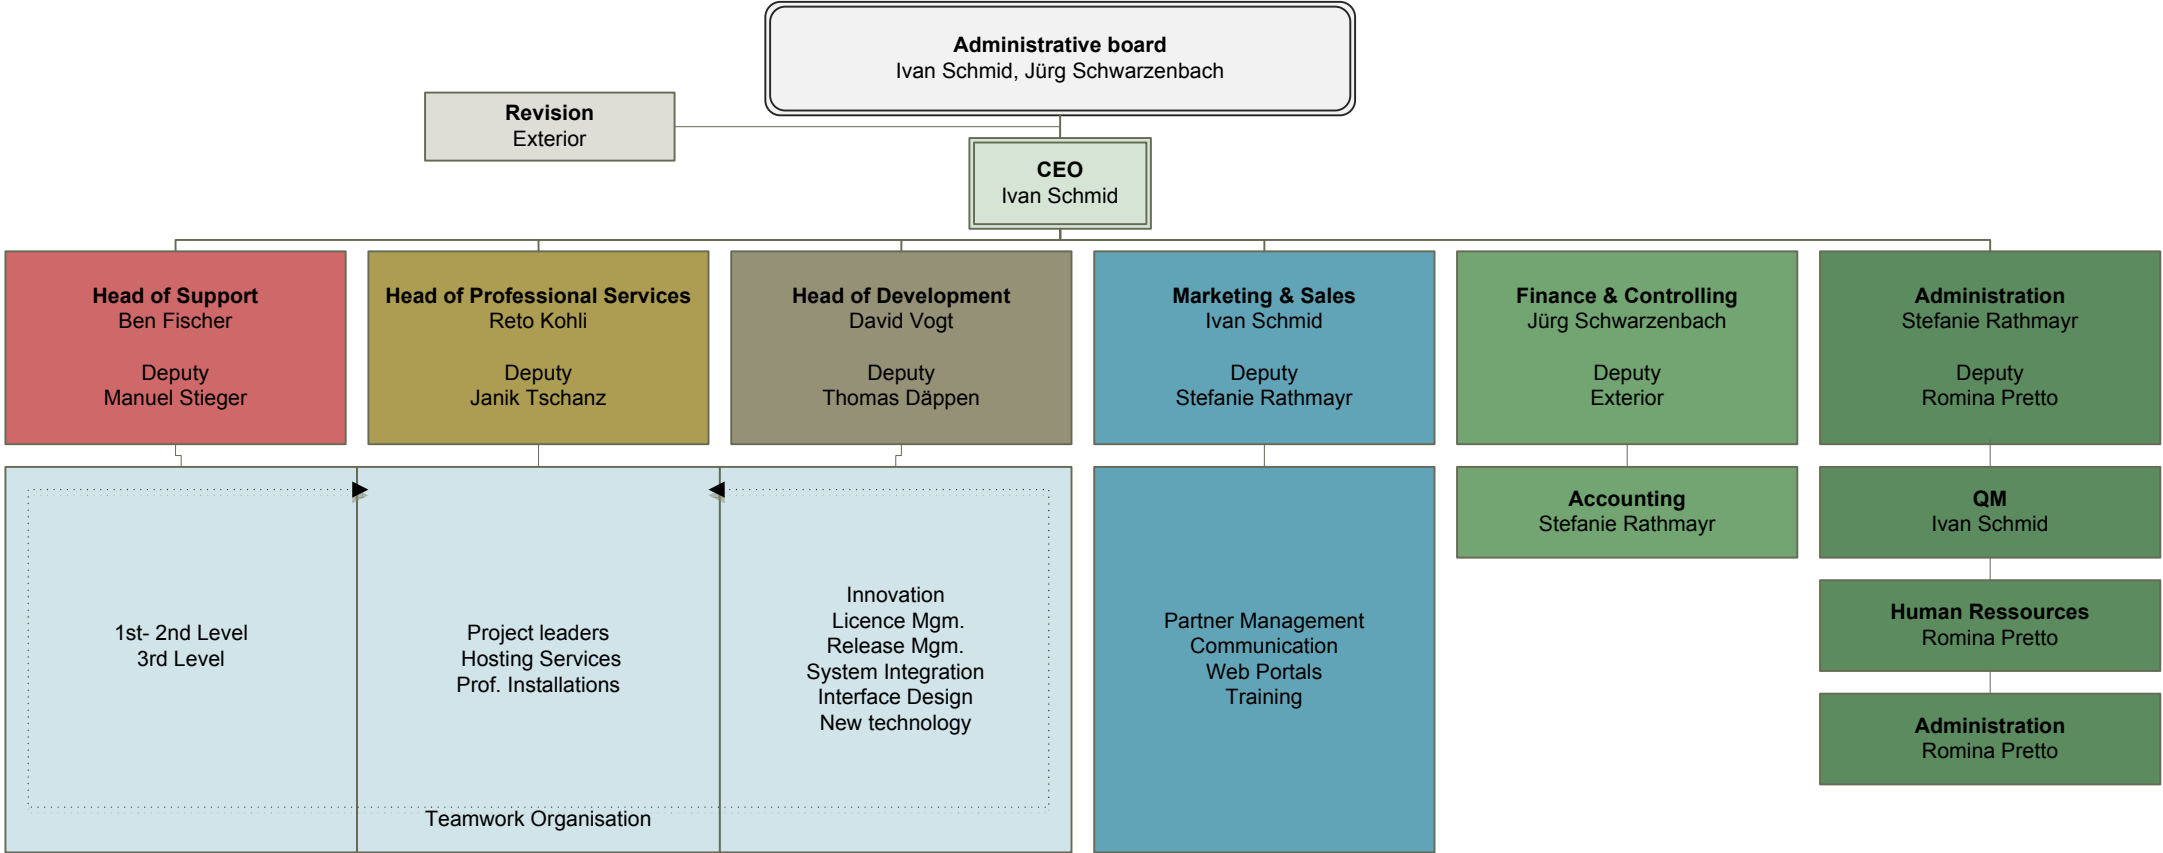 Administrative board
Ivan Schmid, Jürg Schwarzenbach
Revision
Exterior
CEO
Ivan Schmid
Head of Support
Ben Fischer
Deputy
Manuel Stieger
Head of Professional Services
Reto Kohli
Deputy
Janik Tschanz
Head of Development
David Vogt
Deputy
Thomas Däppen
Marketing & Sales
Ivan Schmid
Deputy
Stefanie Rathmayr
Finance & Controlling
Jürg Schwarzenbach
Deputy
Exterior
Administration
Stefanie Rathmayr
Deputy
Romina Pretto
1st- 2nd Level
3rd Level
Project leaders
Hosting Services
Prof. Installations
Innovation
Licence Mgm.
Release Mgm.
System Integration
Interface Design
New technology
Teamwork Organisation
Partner Management
Communication
Web Portals
Training
Accounting
Stefanie Rathmayr
QM
Ivan Schmid
Human Ressources
Romina Pretto
Administration
Romina Pretto